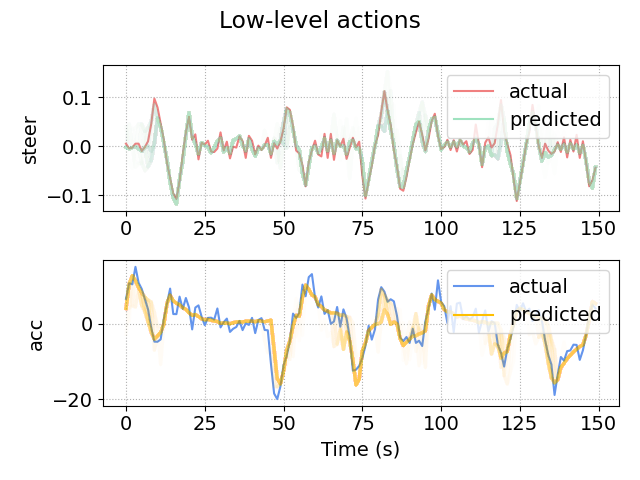 Low-level actions
steer
0.1
0.0
−0.1
actual
predicted
0 25 50 75 100 125 150
acc
0
−20
actual
predicted
0 25 50 75 100 125 150
Time (s)